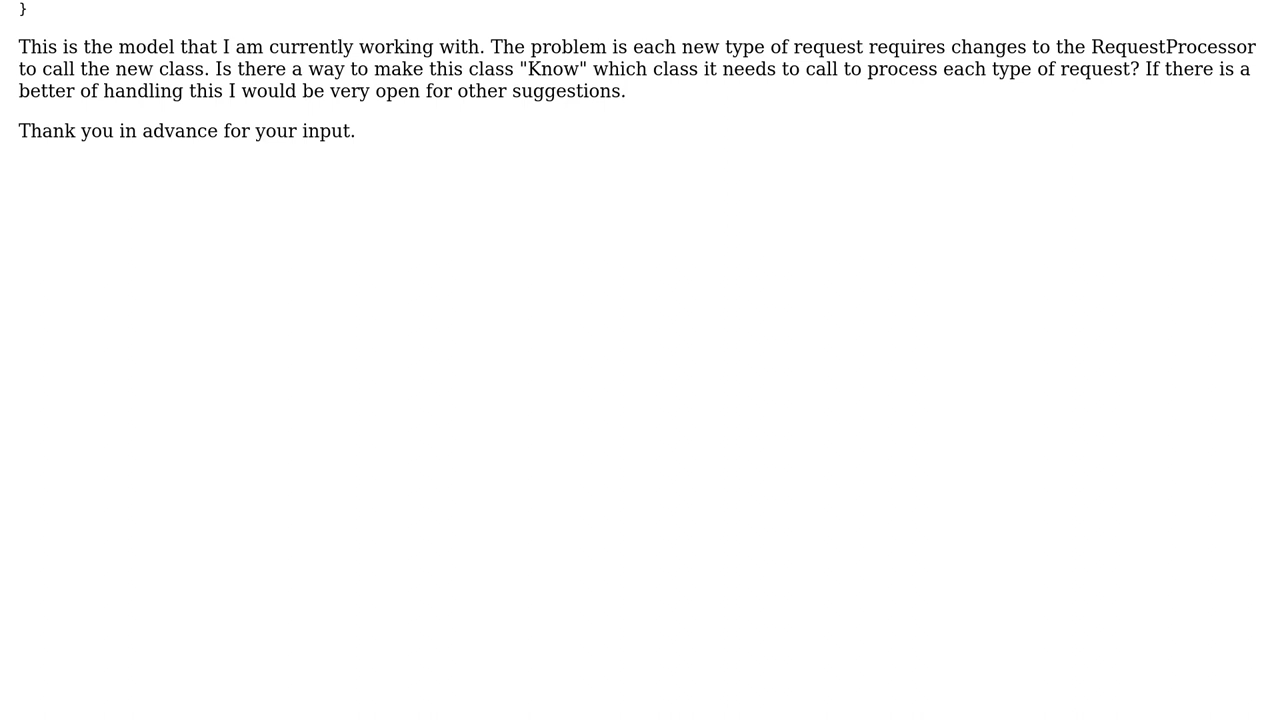 }
This is the model that I am currently working with. The problem is each new type of request requires changes to the RequestProcessor
to call the new class. Is there a way to make this class "Know" which class it needs to call to process each type of request? If there is a
better of handling this I would be very open for other suggestions.
Thank you in advance for your input.